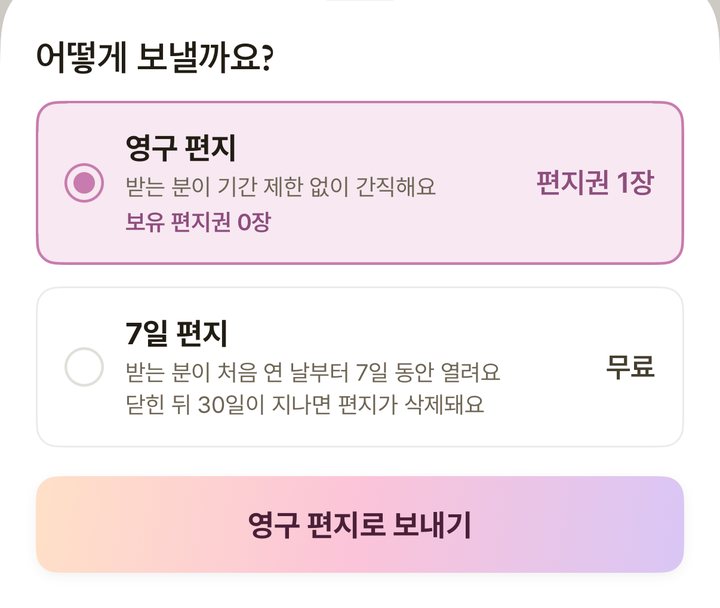 어떻게 보낼까요?
영구 편지
받는 분이 기간 제한 없이 간직해요
보유 편지권 0장
편지권 1장
7일 편지
받는 분이 처음 연 날부터 7일 동안 열려요
닫힌 뒤 30일이 지나면 편지가 삭제돼요
무료
영구 편지로 보내기